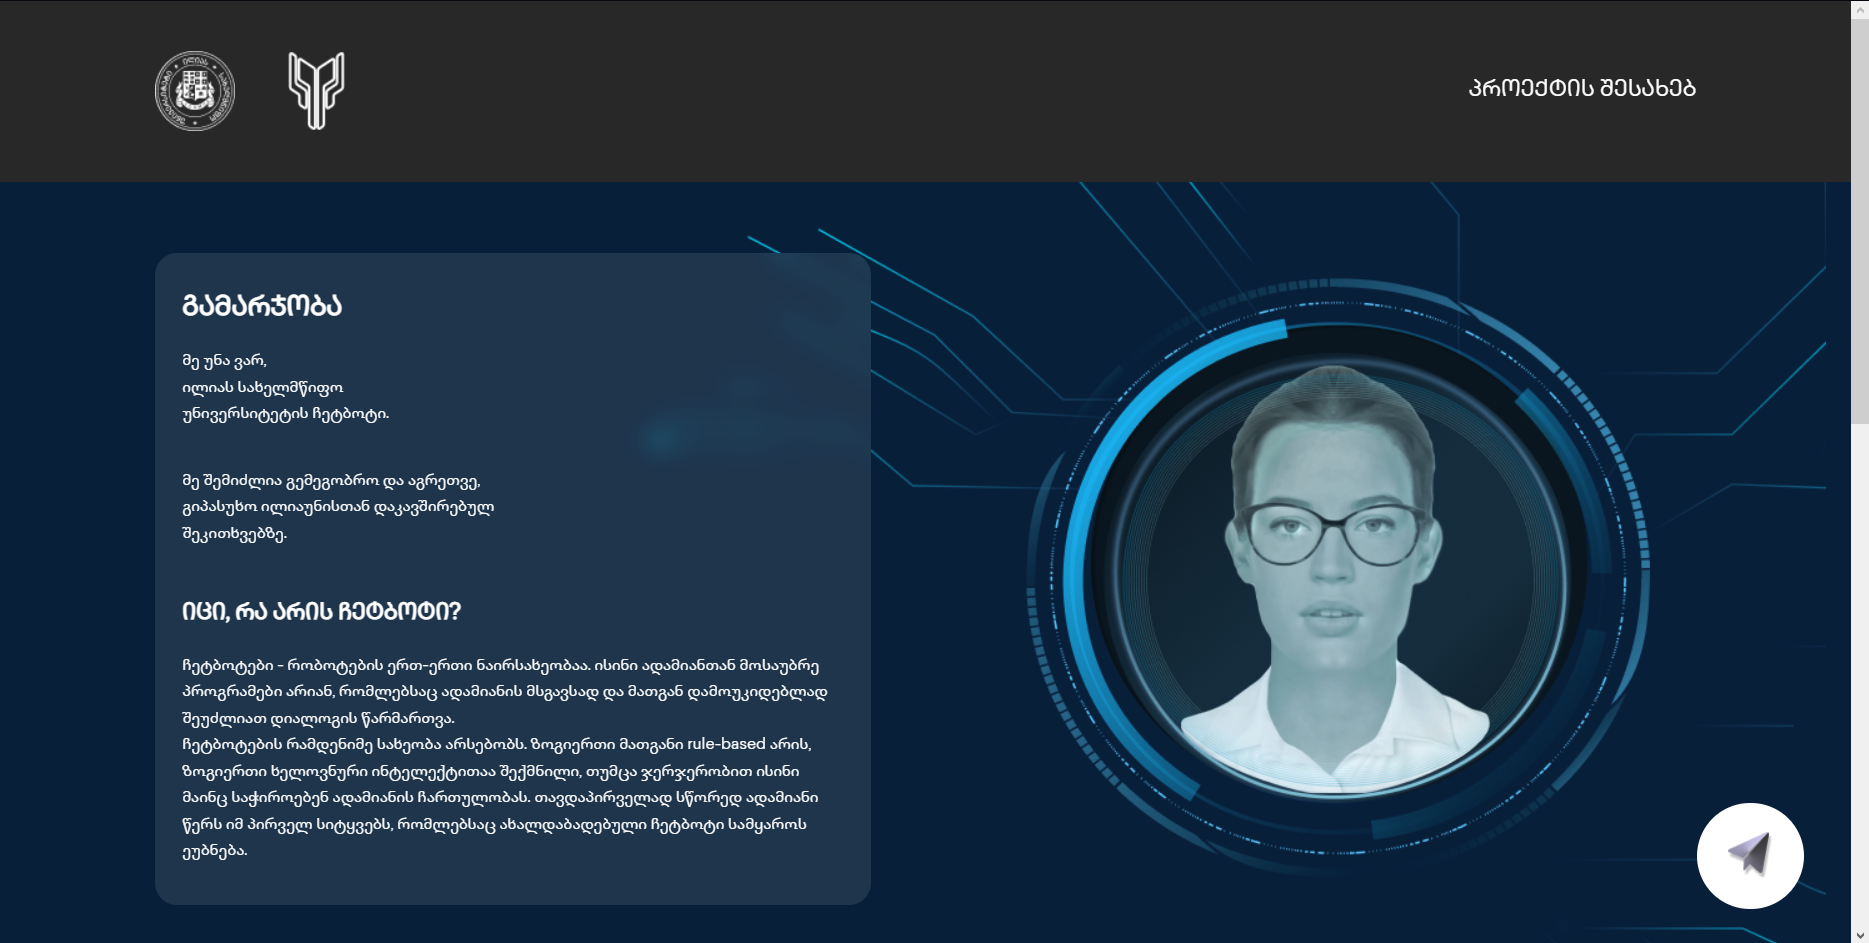 პროექტის შესახებ
გამარჯობა
მე უნა ვარ,
ილიას სახელმწიფო
უნივერსიტეტის ჩეტბოტი.
მე შემიძლია გემეგობრო და აგრეთვე,
გიპასუხო ილიაუნისთან დაკავშირებულ
შეკითხვებზე.
იცი, რა არის ჩეტბოტი?
ჩეტბოტები - რობოტების ერთ-ერთი ნაირსახეობაა. ისინი ადამიანთან მოსაუბრე
პროგრამები არიან, რომლებსაც ადამიანის მსგავსად და მათგან დამოუკიდებლად
შეუძლიათ დიალოგის წარმართვა.
ჩეტბოტების რამდენიმე სახეობა არსებობს. ზოგიერთი მათგანი rule-based არის,
ზოგიერთი ხელოვნური ინტელექტითაა შექმნილი, თუმცა ჯერჯერობით ისინი
მაინც საჭიროებენ ადამიანის ჩართულობას. თავდაპირველად სწორედ ადამიანი
წერს იმ პირველ სიტყვებს, რომლებსაც ახალდაბადებული ჩეტბოტი სამყაროს
ეუბნება.